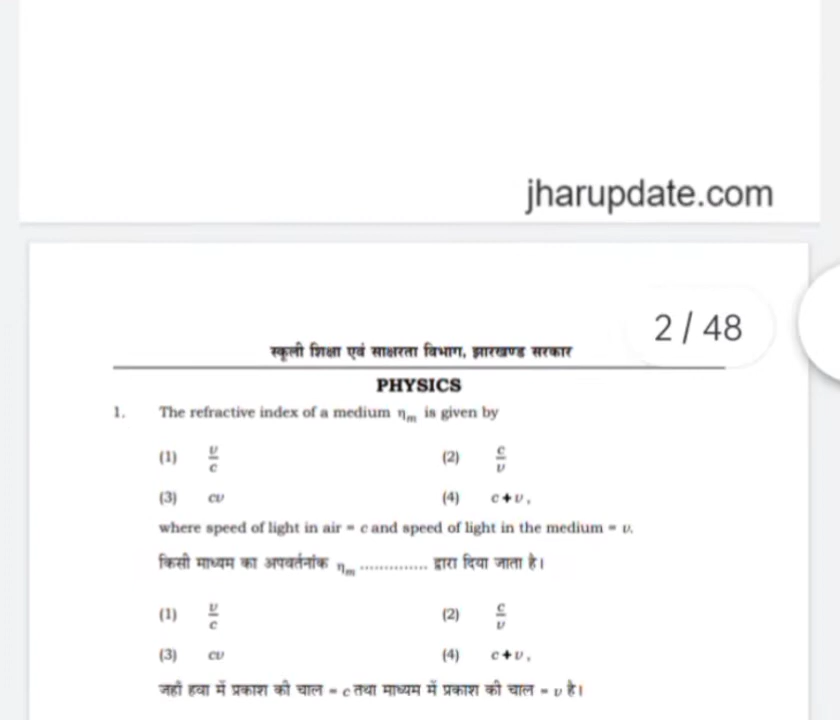 jharupdate.com
2 / 48
स्कूली शिक्षा एवं साक्षरता विभाग, झारखण्ड सरकार
PHYSICS
1. The refractive index of a medium ηₘ is given by
(1) υ/c (2) c/υ
(3) cυ (4) c + υ,
where speed of light in air = c and speed of light in the medium = υ.
किसी माध्यम का अपवर्तनांक ηₘ .............. द्वारा दिया जाता है।
(1) υ/c (2) c/υ
(3) cυ (4) c + υ,
जहाँ हवा में प्रकाश की चाल = c तथा माध्यम में प्रकाश की चाल = υ है।